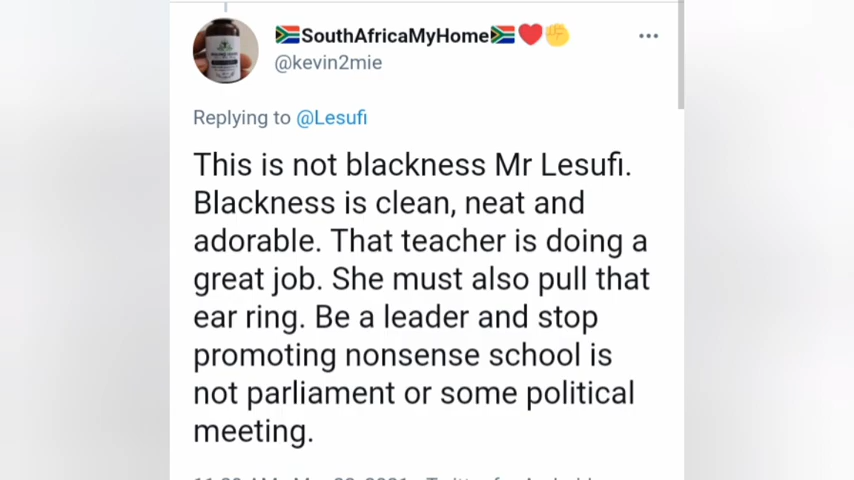 🇿🇦SouthAfricaMyHome🇿🇦❤️✊
@kevin2mie
Replying to @Lesufi
This is not blackness Mr Lesufi.
Blackness is clean, neat and
adorable. That teacher is doing a
great job. She must also pull that
ear ring. Be a leader and stop
promoting nonsense school is
not parliament or some political
meeting.